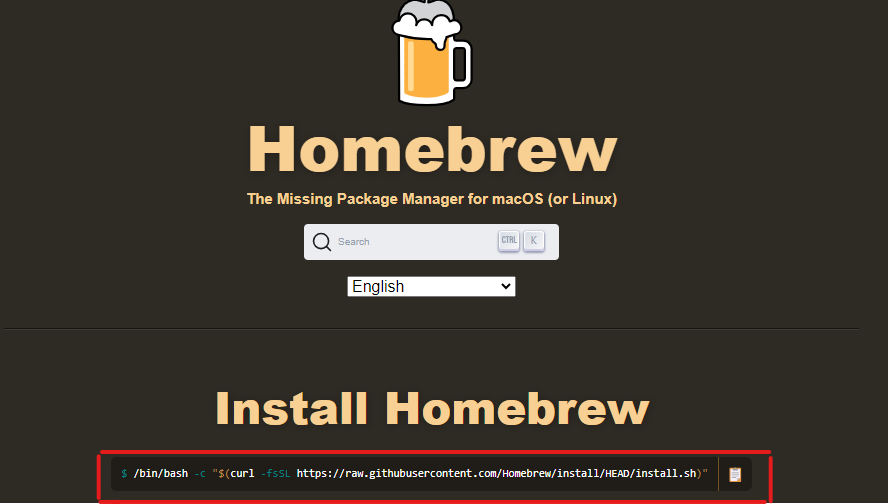 Homebrew
The Missing Package Manager for macOS (or Linux)
Search CTRL K
English
Install Homebrew
$ /bin/bash -c "$(curl -fsSL https://raw.githubusercontent.com/Homebrew/install/HEAD/install.sh)"